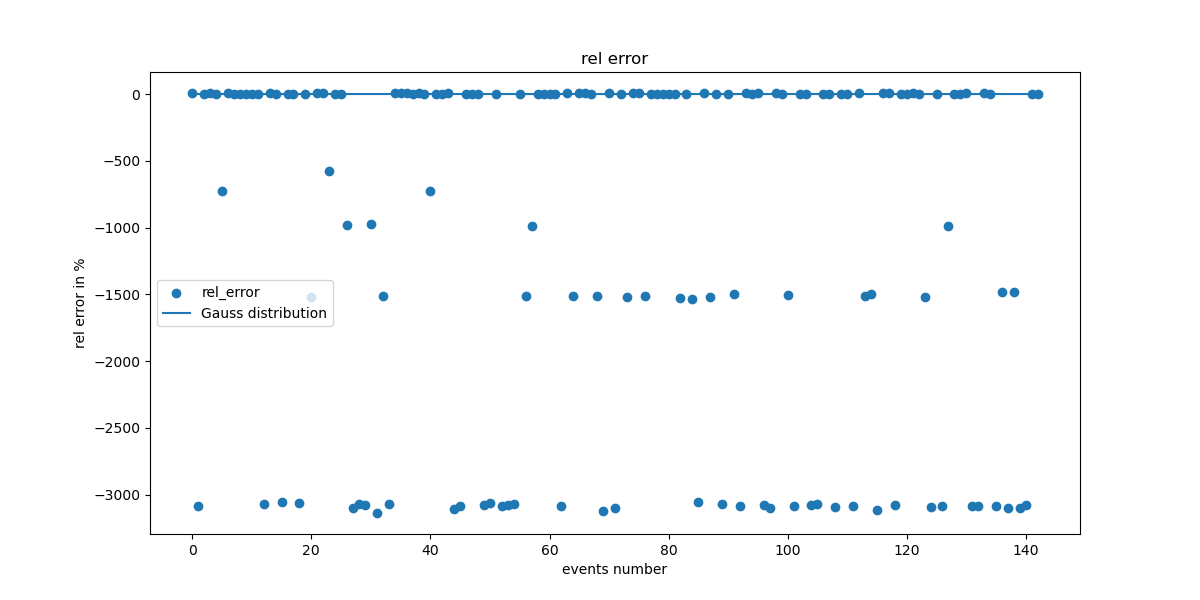 rel error
rel error in %
0
−500
−1000
−1500
−2000
−2500
−3000
rel_error
Gauss distribution
0 20 40 60 80 100 120 140
events number